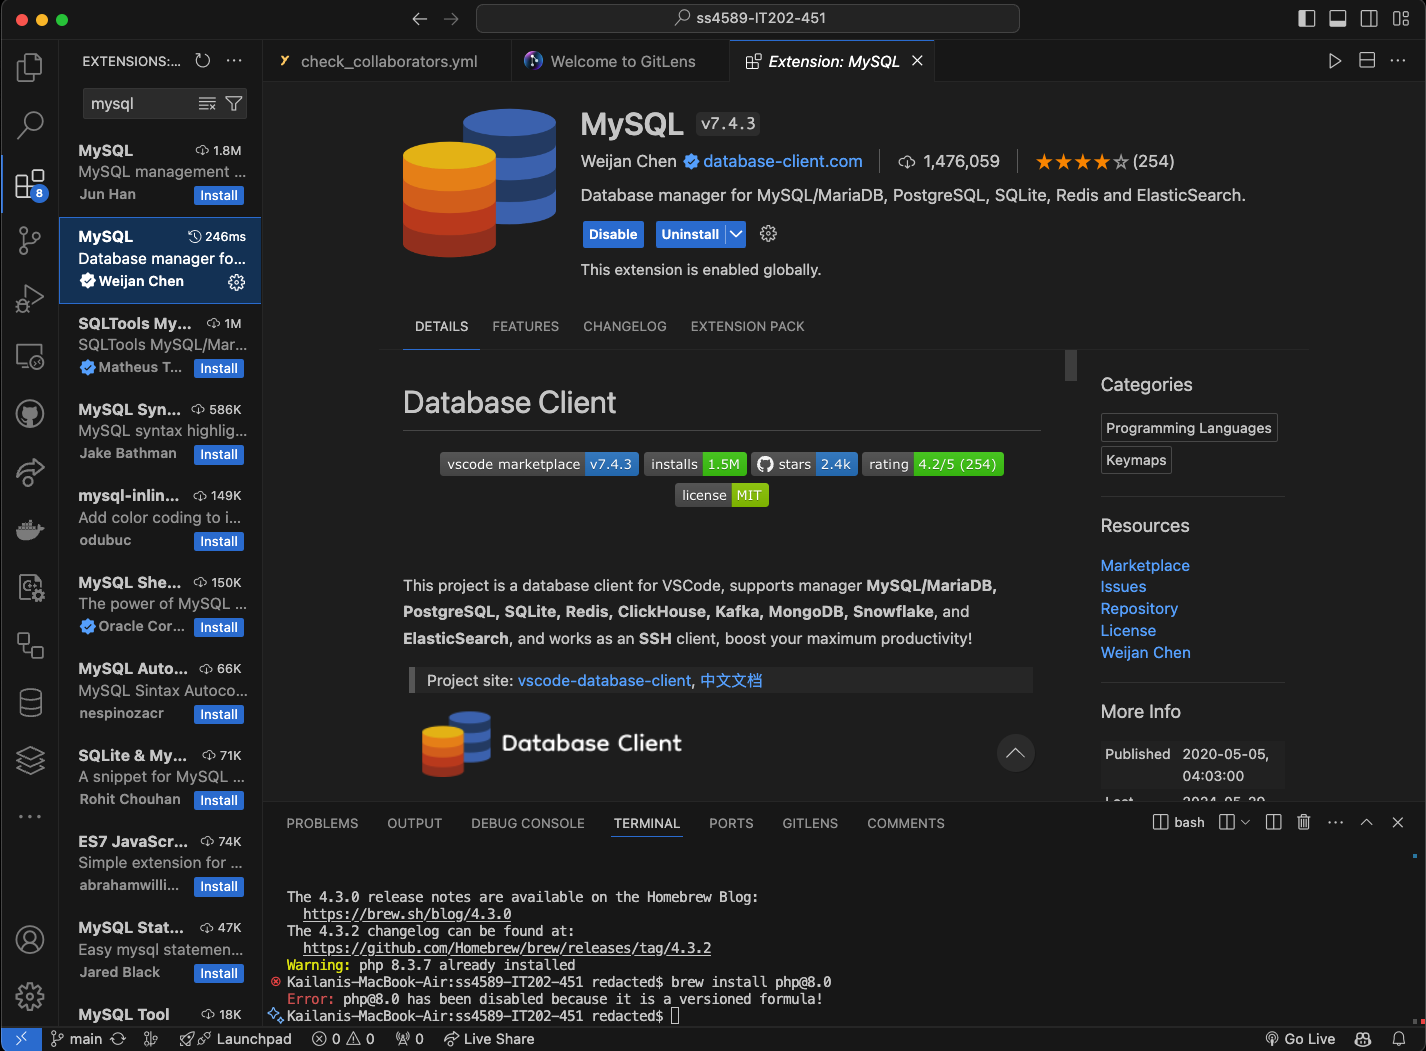 ss4589-IT202-451
EXTENSIONS:...
check_collaborators.yml
Welcome to GitLens
Extension: MySQL
mysql
8
MySQL 1.8M
MySQL management ...
Jun Han Install
MySQL 246ms
Database manager fo...
Weijan Chen
SQLTools My... 1M
SQLTools MySQL/Mar...
Matheus T... Install
MySQL Syn... 586K
MySQL syntax highlig...
Jake Bathman Install
mysql-inlin... 149K
Add color coding to i...
odubuc Install
MySQL She... 150K
The power of MySQL ...
Oracle Cor... Install
MySQL Auto... 66K
MySQL Sintax Autoco...
nespinozacr Install
SQLite & My... 71K
A snippet for MySQL ...
Rohit Chouhan Install
ES7 JavaScr... 74K
Simple extension for ...
abrahamwilli... Install
MySQL Stat... 47K
Easy mysql statemen...
Jared Black Install
MySQL Tool 18K
MySQL v7.4.3
Weijan Chen database-client.com 1,476,059 (254)
Database manager for MySQL/MariaDB, PostgreSQL, SQLite, Redis and ElasticSearch.
Disable Uninstall
This extension is enabled globally.
DETAILS FEATURES CHANGELOG EXTENSION PACK
Database Client
vscode marketplace v7.4.3 installs 1.5M stars 2.4k rating 4.2/5 (254)
license MIT
This project is a database client for VSCode, supports manager MySQL/MariaDB,
PostgreSQL, SQLite, Redis, ClickHouse, Kafka, MongoDB, Snowflake, and
ElasticSearch, and works as an SSH client, boost your maximum productivity!
Project site: vscode-database-client, 中文文档
Database Client
Categories
Programming Languages
Keymaps
Resources
Marketplace
Issues
Repository
License
Weijan Chen
More Info
Published 2020-05-05,
04:03:00
Last 2024-05-29
PROBLEMS OUTPUT DEBUG CONSOLE TERMINAL PORTS GITLENS COMMENTS
bash
The 4.3.0 release notes are available on the Homebrew Blog:
https://brew.sh/blog/4.3.0
The 4.3.2 changelog can be found at:
https://github.com/Homebrew/brew/releases/tag/4.3.2
Warning: php 8.3.7 already installed
Kailanis-MacBook-Air:ss4589-IT202-451 redacted$ brew install php@8.0
Error: php@8.0 has been disabled because it is a versioned formula!
Kailanis-MacBook-Air:ss4589-IT202-451 redacted$
main Launchpad 0 0 0 Live Share Go Live